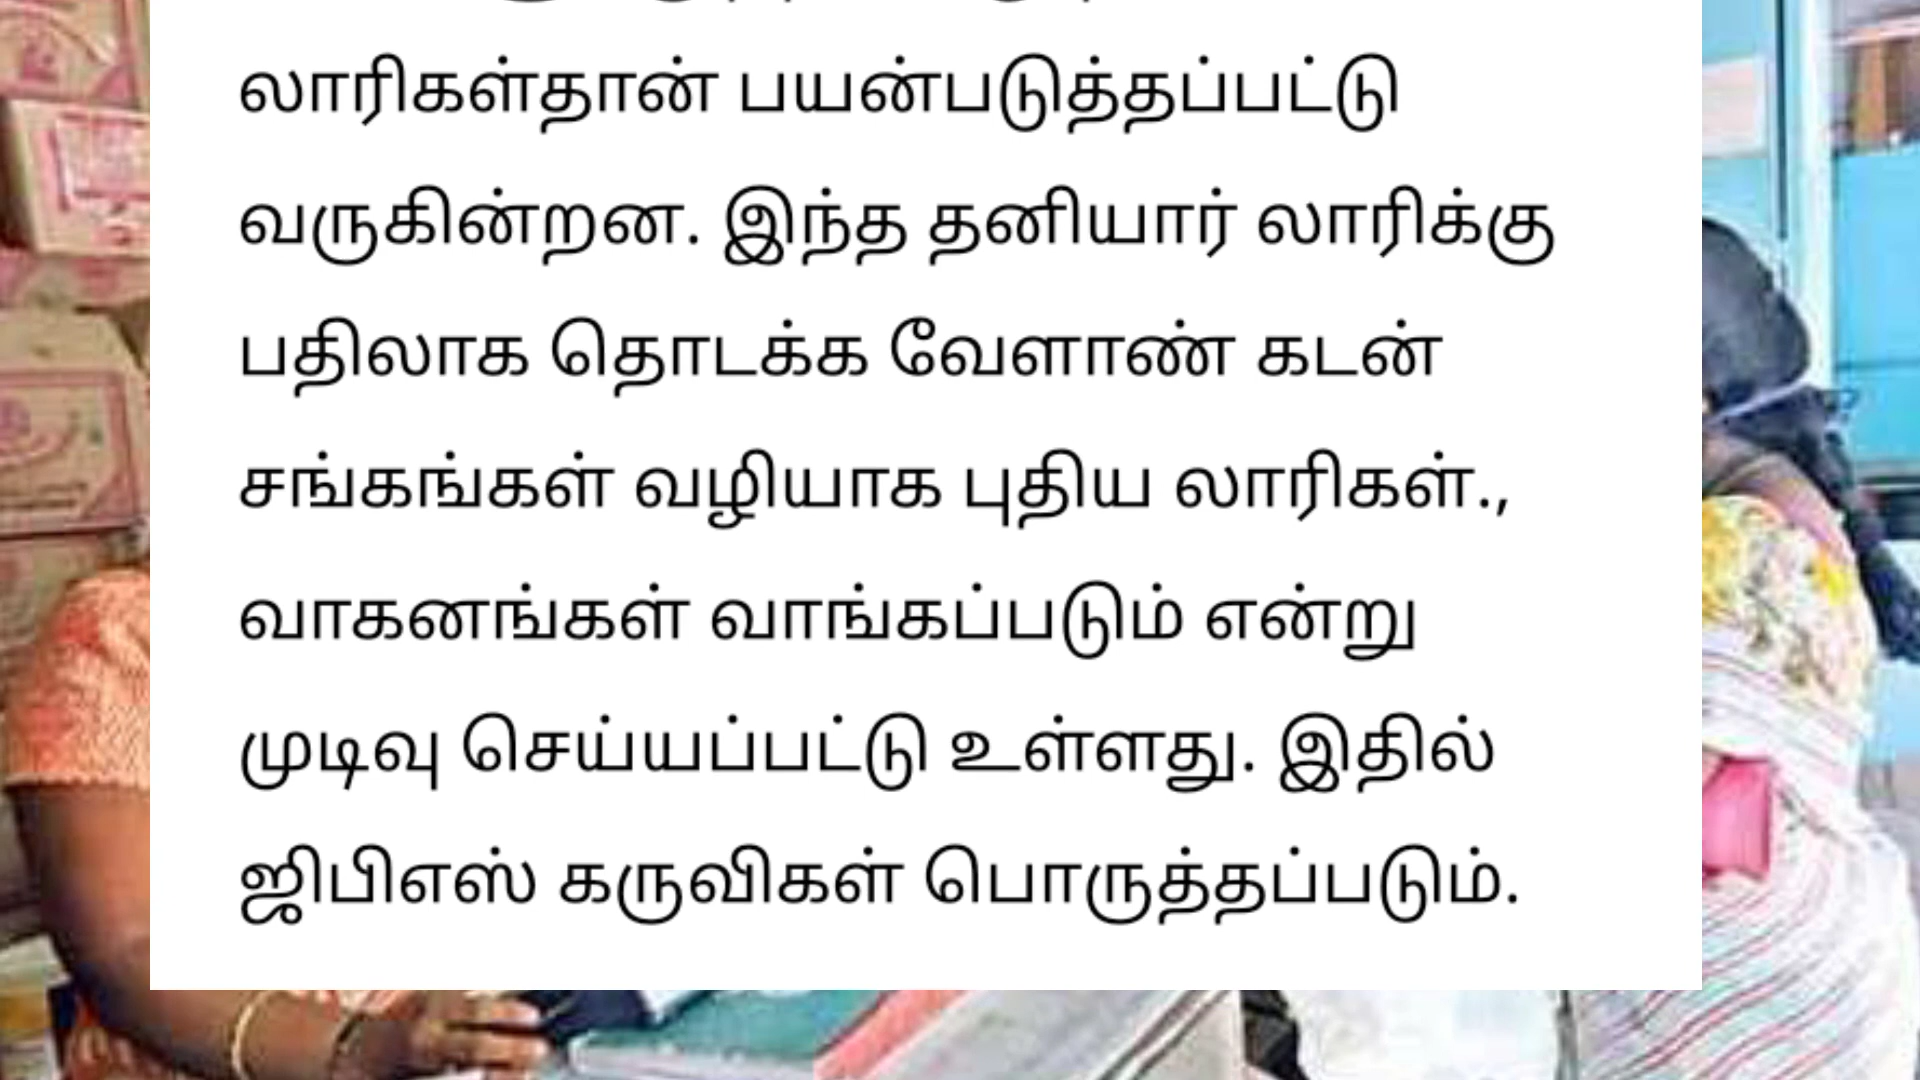 லாரிகள்தான் பயன்படுத்தப்பட்டு
வருகின்றன. இந்த தனியார் லாரிக்கு
பதிலாக தொடக்க வேளாண் கடன்
சங்கங்கள் வழியாக புதிய லாரிகள்.,
வாகனங்கள் வாங்கப்படும் என்று
முடிவு செய்யப்பட்டு உள்ளது. இதில்
ஜிபிஎஸ் கருவிகள் பொருத்தப்படும்.